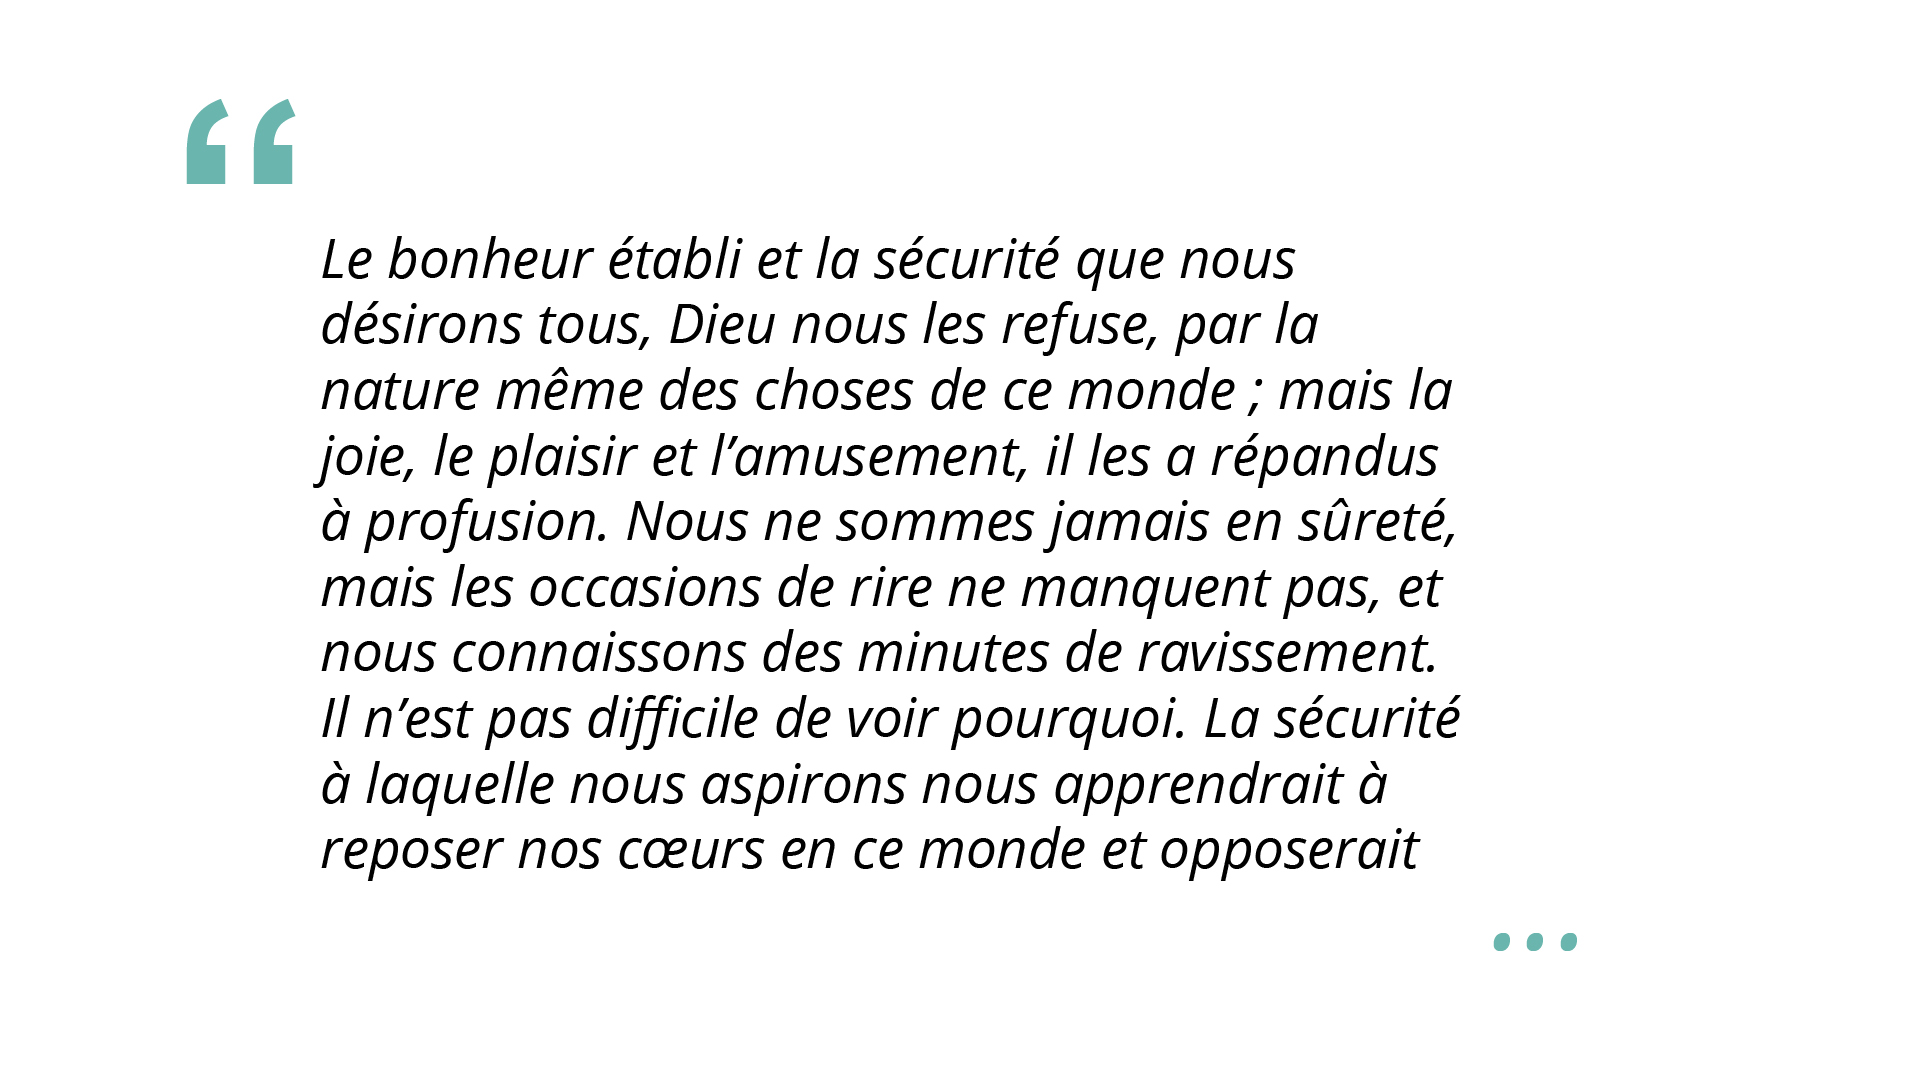 “
Le bonheur établi et la sécurité que nous
désirons tous, Dieu nous les refuse, par la
nature même des choses de ce monde ; mais la
joie, le plaisir et l’amusement, il les a répandus
à profusion. Nous ne sommes jamais en sûreté,
mais les occasions de rire ne manquent pas, et
nous connaissons des minutes de ravissement.
Il n’est pas difficile de voir pourquoi. La sécurité
à laquelle nous aspirons nous apprendrait à
reposer nos cœurs en ce monde et opposerait
...